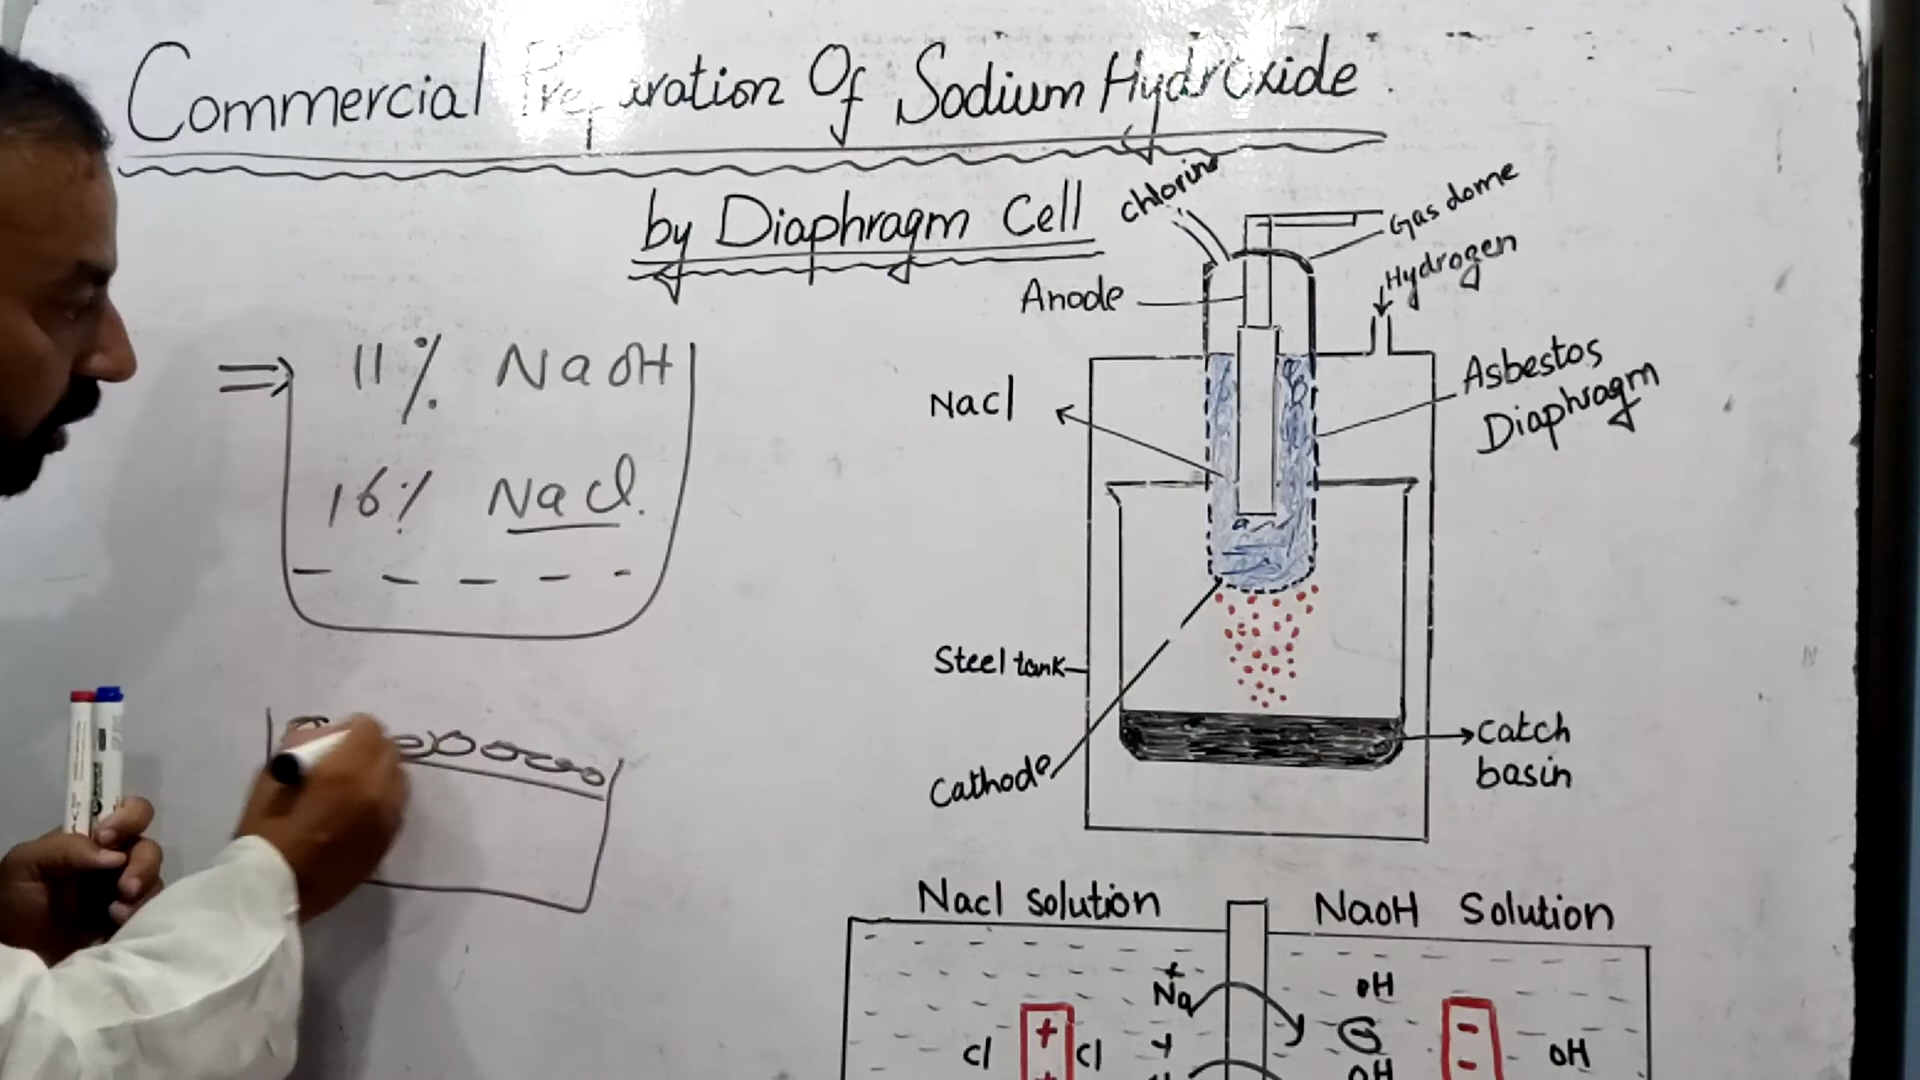 Commercial Preparation Of Sodium Hydroxide
by Diaphragm Cell
⇒ 11% NaOH
16% Nacl.
chlorine
Gas dome
Hydrogen
Anode
Asbestos
Diaphragm
Nacl
Steel tank
Cathode
Catch
basin
Nacl solution
NaoH Solution
+
Na
oH
+
Cl
Cl
-
-
oH
oH